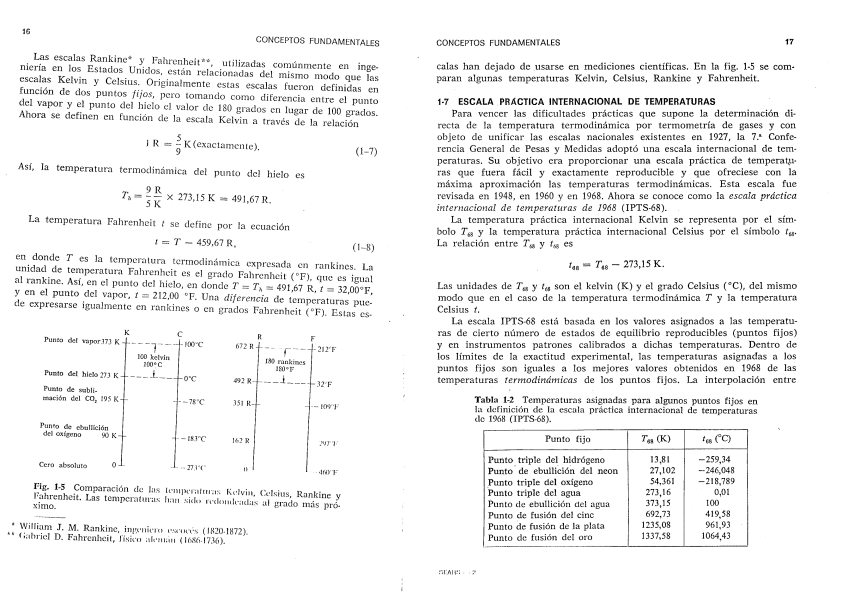 16
CONCEPTOS FUNDAMENTALES
Las escalas Rankine* y Fahrenheit**, utilizadas comúnmente en inge-
niería en los Estados Unidos, están relacionadas del mismo modo que las
escalas Kelvin y Celsius. Originalmente estas escalas fueron definidas en
función de dos puntos fijos, pero tomando como diferencia entre el punto
del vapor y el punto del hielo el valor de 180 grados en lugar de 100 grados.
Ahora se definen en función de la escala Kelvin a través de la relación
1 R = 5/9 K (exactamente). (1-7)
Así, la temperatura termodinámica del punto del hielo es
Th = 9 R/5 K × 273,15 K = 491,67 R.
La temperatura Fahrenheit t se define por la ecuación
t = T − 459,67 R, (1-8)
en donde T es la temperatura termodinámica expresada en rankines. La
unidad de temperatura Fahrenheit es el grado Fahrenheit (°F), que es igual
al rankine. Así, en el punto del hielo, en donde T = Th = 491,67 R, t = 32,00°F,
y en el punto del vapor, t = 212,00 °F. Una diferencia de temperaturas pue-
de expresarse igualmente en rankines o en grados Fahrenheit (°F). Estas es-
K C R F
Punto del vapor 373 K 100°C 672 R 212°F
100 kelvin
100°C
180 rankines
180°F
Punto del hielo 273 K 0°C 492 R 32°F
Punto de subli-
mación del CO2 195 K −78°C 351 R −109°F
Punto de ebullición
del oxígeno 90 K −183°C 162 R −297°F
Cero absoluto 0 −273°C 0 −460°F
Fig. 1-5 Comparación de las temperaturas Kelvin, Celsius, Rankine y
Fahrenheit. Las temperaturas han sido redondeadas al grado más pró-
ximo.
* William J. M. Rankine, ingeniero escocés (1820-1872).
** Gabriel D. Fahrenheit, físico alemán (1686-1736).
CONCEPTOS FUNDAMENTALES
17
calas han dejado de usarse en mediciones científicas. En la fig. 1-5 se com-
paran algunas temperaturas Kelvin, Celsius, Rankine y Fahrenheit.
1-7 ESCALA PRÁCTICA INTERNACIONAL DE TEMPERATURAS
Para vencer las dificultades prácticas que supone la determinación di-
recta de la temperatura termodinámica por termometría de gases y con
objeto de unificar las escalas nacionales existentes en 1927, la 7.ª Confe-
rencia General de Pesas y Medidas adoptó una escala internacional de tem-
peraturas. Su objetivo era proporcionar una escala práctica de temperatu-
ras que fuera fácil y exactamente reproducible y que ofreciese con la
máxima aproximación las temperaturas termodinámicas. Esta escala fue
revisada en 1948, en 1960 y en 1968. Ahora se conoce como la escala práctica
internacional de temperaturas de 1968 (IPTS-68).
La temperatura práctica internacional Kelvin se representa por el sím-
bolo T68 y la temperatura práctica internacional Celsius por el símbolo t68.
La relación entre T68 y t68 es
t68 = T68 − 273,15 K.
Las unidades de T68 y t68 son el kelvin (K) y el grado Celsius (°C), del mismo
modo que en el caso de la temperatura termodinámica T y la temperatura
Celsius t.
La escala IPTS-68 está basada en los valores asignados a las temperatu-
ras de cierto número de estados de equilibrio reproducibles (puntos fijos)
y en instrumentos patrones calibrados a dichas temperaturas. Dentro de
los límites de la exactitud experimental, las temperaturas asignadas a los
puntos fijos son iguales a los mejores valores obtenidos en 1968 de las
temperaturas termodinámicas de los puntos fijos. La interpolación entre
Tabla 1-2 Temperaturas asignadas para algunos puntos fijos en
la definición de la escala práctica internacional de temperaturas
de 1968 (IPTS-68).
Punto fijo T68 (K) t68 (°C)
Punto triple del hidrógeno 13,81 −259,34
Punto de ebullición del neon 27,102 −246,048
Punto triple del oxígeno 54,361 −218,789
Punto triple del agua 273,16 0,01
Punto de ebullición del agua 373,15 100
Punto de fusión del cinc 692,73 419,58
Punto de fusión de la plata 1235,08 961,93
Punto de fusión del oro 1337,58 1064,43
SEARS - 2